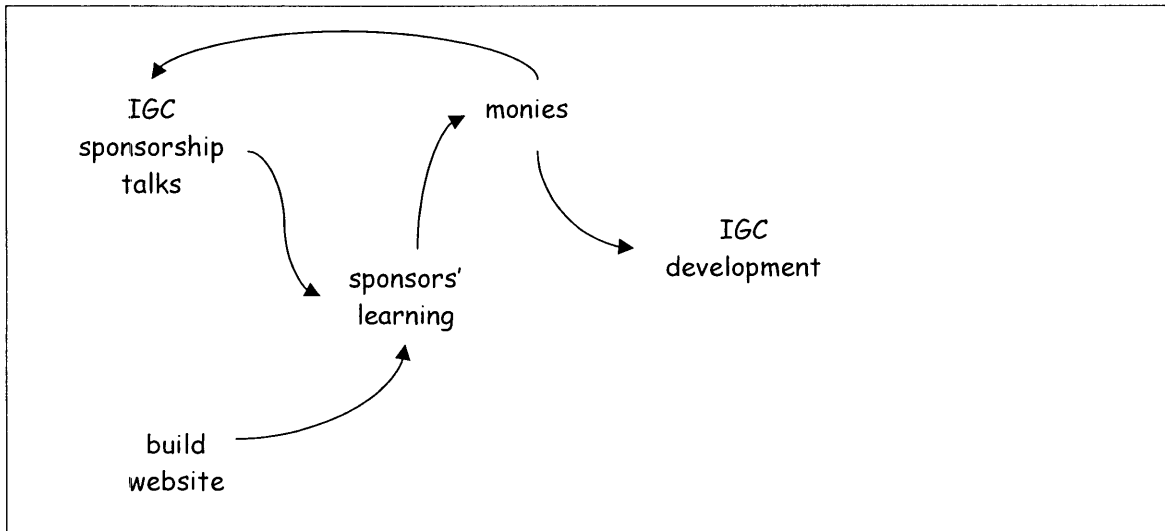 IGC
sponsorship
talks
monies
IGC
development
sponsors'
learning
build
website